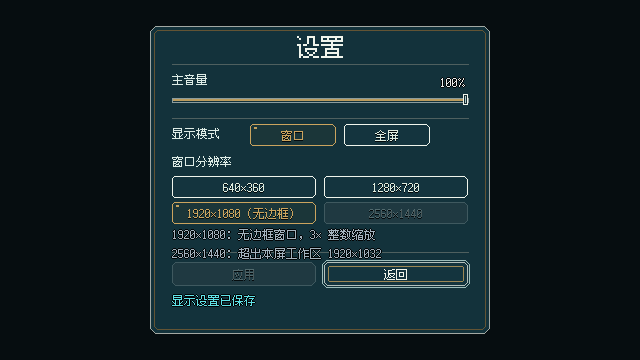 设置
主音量 100%
显示模式 窗口 全屏
窗口分辨率
640×360 1280×720
1920×1080（无边框） 2560×1440
1920×1080：无边框窗口，3× 整数缩放
2560×1440：超出本屏工作区 1920×1032
应用 返回
显示设置已保存